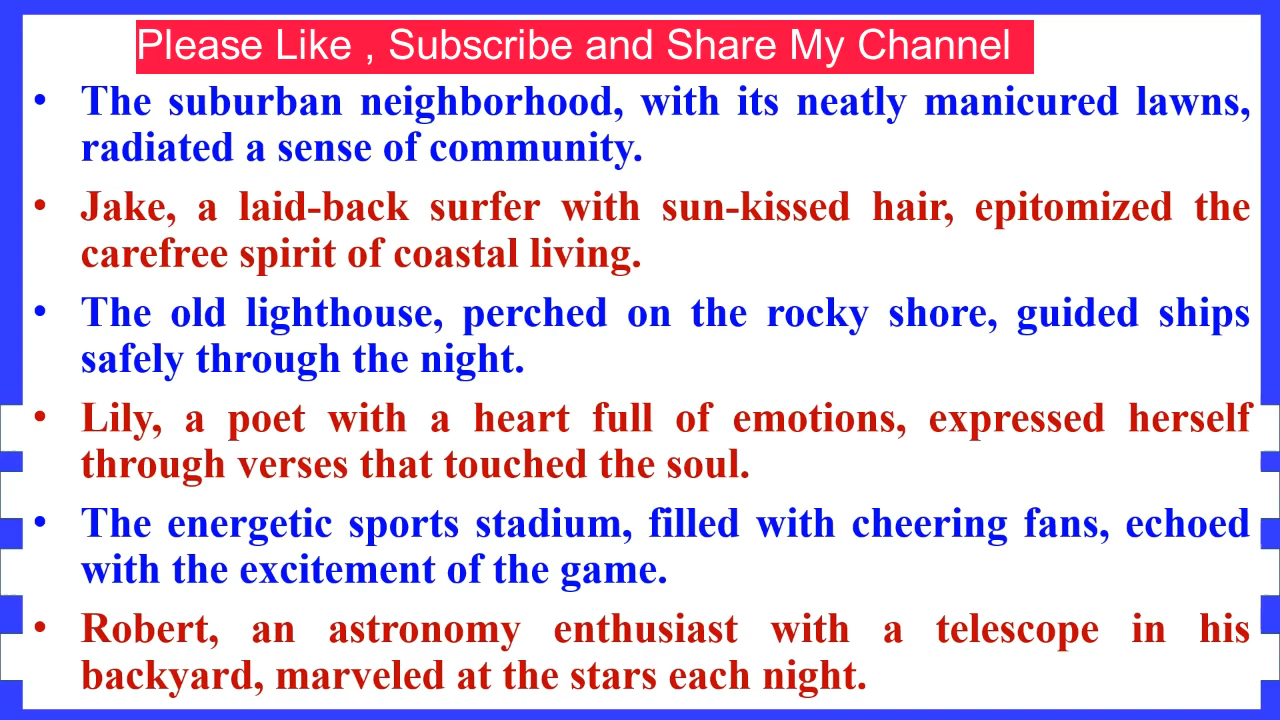 Please Like , Subscribe and Share My Channel
• The suburban neighborhood, with its neatly manicured lawns,
radiated a sense of community.
• Jake, a laid-back surfer with sun-kissed hair, epitomized the
carefree spirit of coastal living.
• The old lighthouse, perched on the rocky shore, guided ships
safely through the night.
• Lily, a poet with a heart full of emotions, expressed herself
through verses that touched the soul.
• The energetic sports stadium, filled with cheering fans, echoed
with the excitement of the game.
• Robert, an astronomy enthusiast with a telescope in his
backyard, marveled at the stars each night.